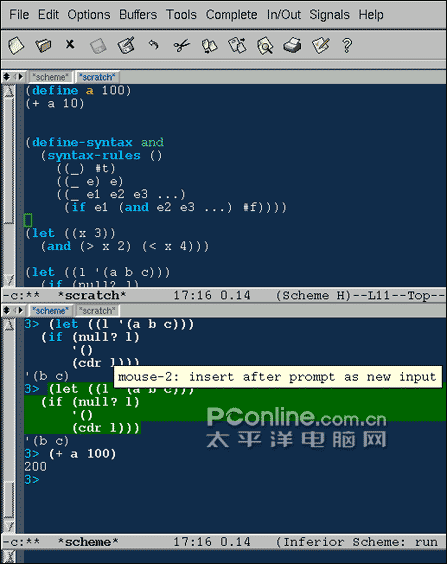 File Edit Options Buffers Tools Complete In/Out Signals Help
*scheme* *scratch*
(define a 100)
(+ a 10)
(define-syntax and
(syntax-rules ()
((_) #t)
((_ e) e)
((_ e1 e2 e3 ...)
(if e1 (and e2 e3 ...) #f))))
(let ((x 3))
(and (> x 2) (< x 4)))
(let ((l '(a b c)))
(if (null? l)
-c:** *scratch* 17:16 0.14 (Scheme H)--L11--Top--
*scheme* *scratch*
3> (let ((l '(a b c)))
(if (null? l)
'()
(cdr l)))
'(b c)
mouse-2: insert after prompt as new input
3> (let ((l '(a b c)))
(if (null? l)
'()
(cdr l)))
'(b c)
PConline.com.cn
太平洋电脑网
3> (+ a 100)
200
3>
-c:** *scheme* 17:16 0.14 (Inferior Scheme: run